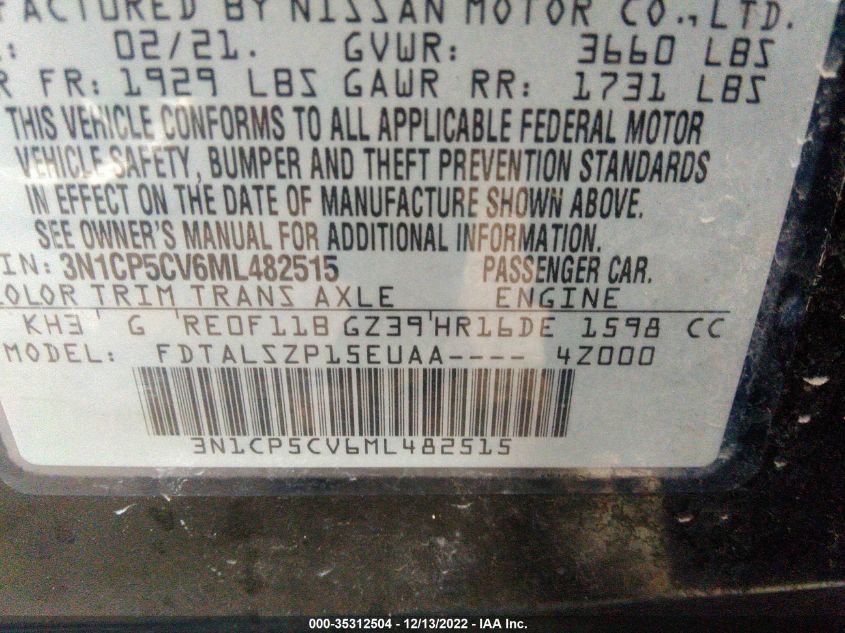 FACTURED BY NISSAN MOTOR CO., LTD.
: 02/21. GVWR: 3660 LBS
R FR: 1929 LBS GAWR RR: 1731 LBS
THIS VEHICLE CONFORMS TO ALL APPLICABLE FEDERAL MOTOR
VEHICLE SAFETY, BUMPER AND THEFT PREVENTION STANDARDS
IN EFFECT ON THE DATE OF MANUFACTURE SHOWN ABOVE.
SEE OWNER'S MANUAL FOR ADDITIONAL INFORMATION.
IN: 3N1CP5CV6ML482515 PASSENGER CAR.
OLOR TRIM TRANS AXLE ENGINE
KH3 G RE0F11B GZ39 HR16DE 1598 CC
MODEL: FDTALSZP15EUAA---- 4Z000
3N1CP5CV6ML482515
000-35312504 - 12/13/2022 - IAA Inc.